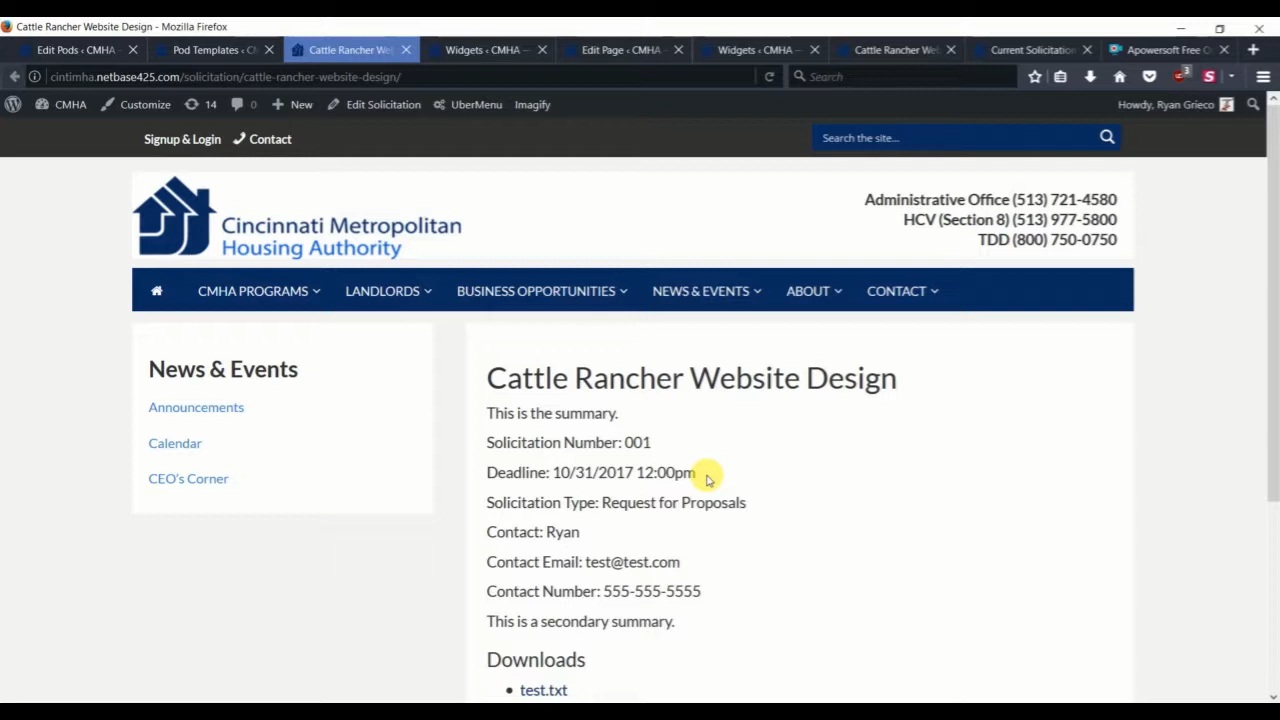 Cattle Rancher Website Design - Mozilla Firefox
Edit Pods ‹ CMHA —
Pod Templates ‹ C
Cattle Rancher We
Widgets ‹ CMHA —
Edit Page ‹ CMHA —
Widgets ‹ CMHA —
Cattle Rancher We
Current Solicitation
Apowersoft Free O
cintimha.netbase425.com/solicitation/cattle-rancher-website-design/
Search
3
CMHA
Customize
14
0
New
Edit Solicitation
UberMenu
Imagify
Howdy, Ryan Grieco
Signup & Login
Contact
Search the site...
Cincinnati Metropolitan
Housing Authority
Administrative Office (513) 721-4580
HCV (Section 8) (513) 977-5800
TDD (800) 750-0750
CMHA PROGRAMS
LANDLORDS
BUSINESS OPPORTUNITIES
NEWS & EVENTS
ABOUT
CONTACT
News & Events
Announcements
Calendar
CEO's Corner
Cattle Rancher Website Design
This is the summary.
Solicitation Number: 001
Deadline: 10/31/2017 12:00pm
Solicitation Type: Request for Proposals
Contact: Ryan
Contact Email: test@test.com
Contact Number: 555-555-5555
This is a secondary summary.
Downloads
test.txt